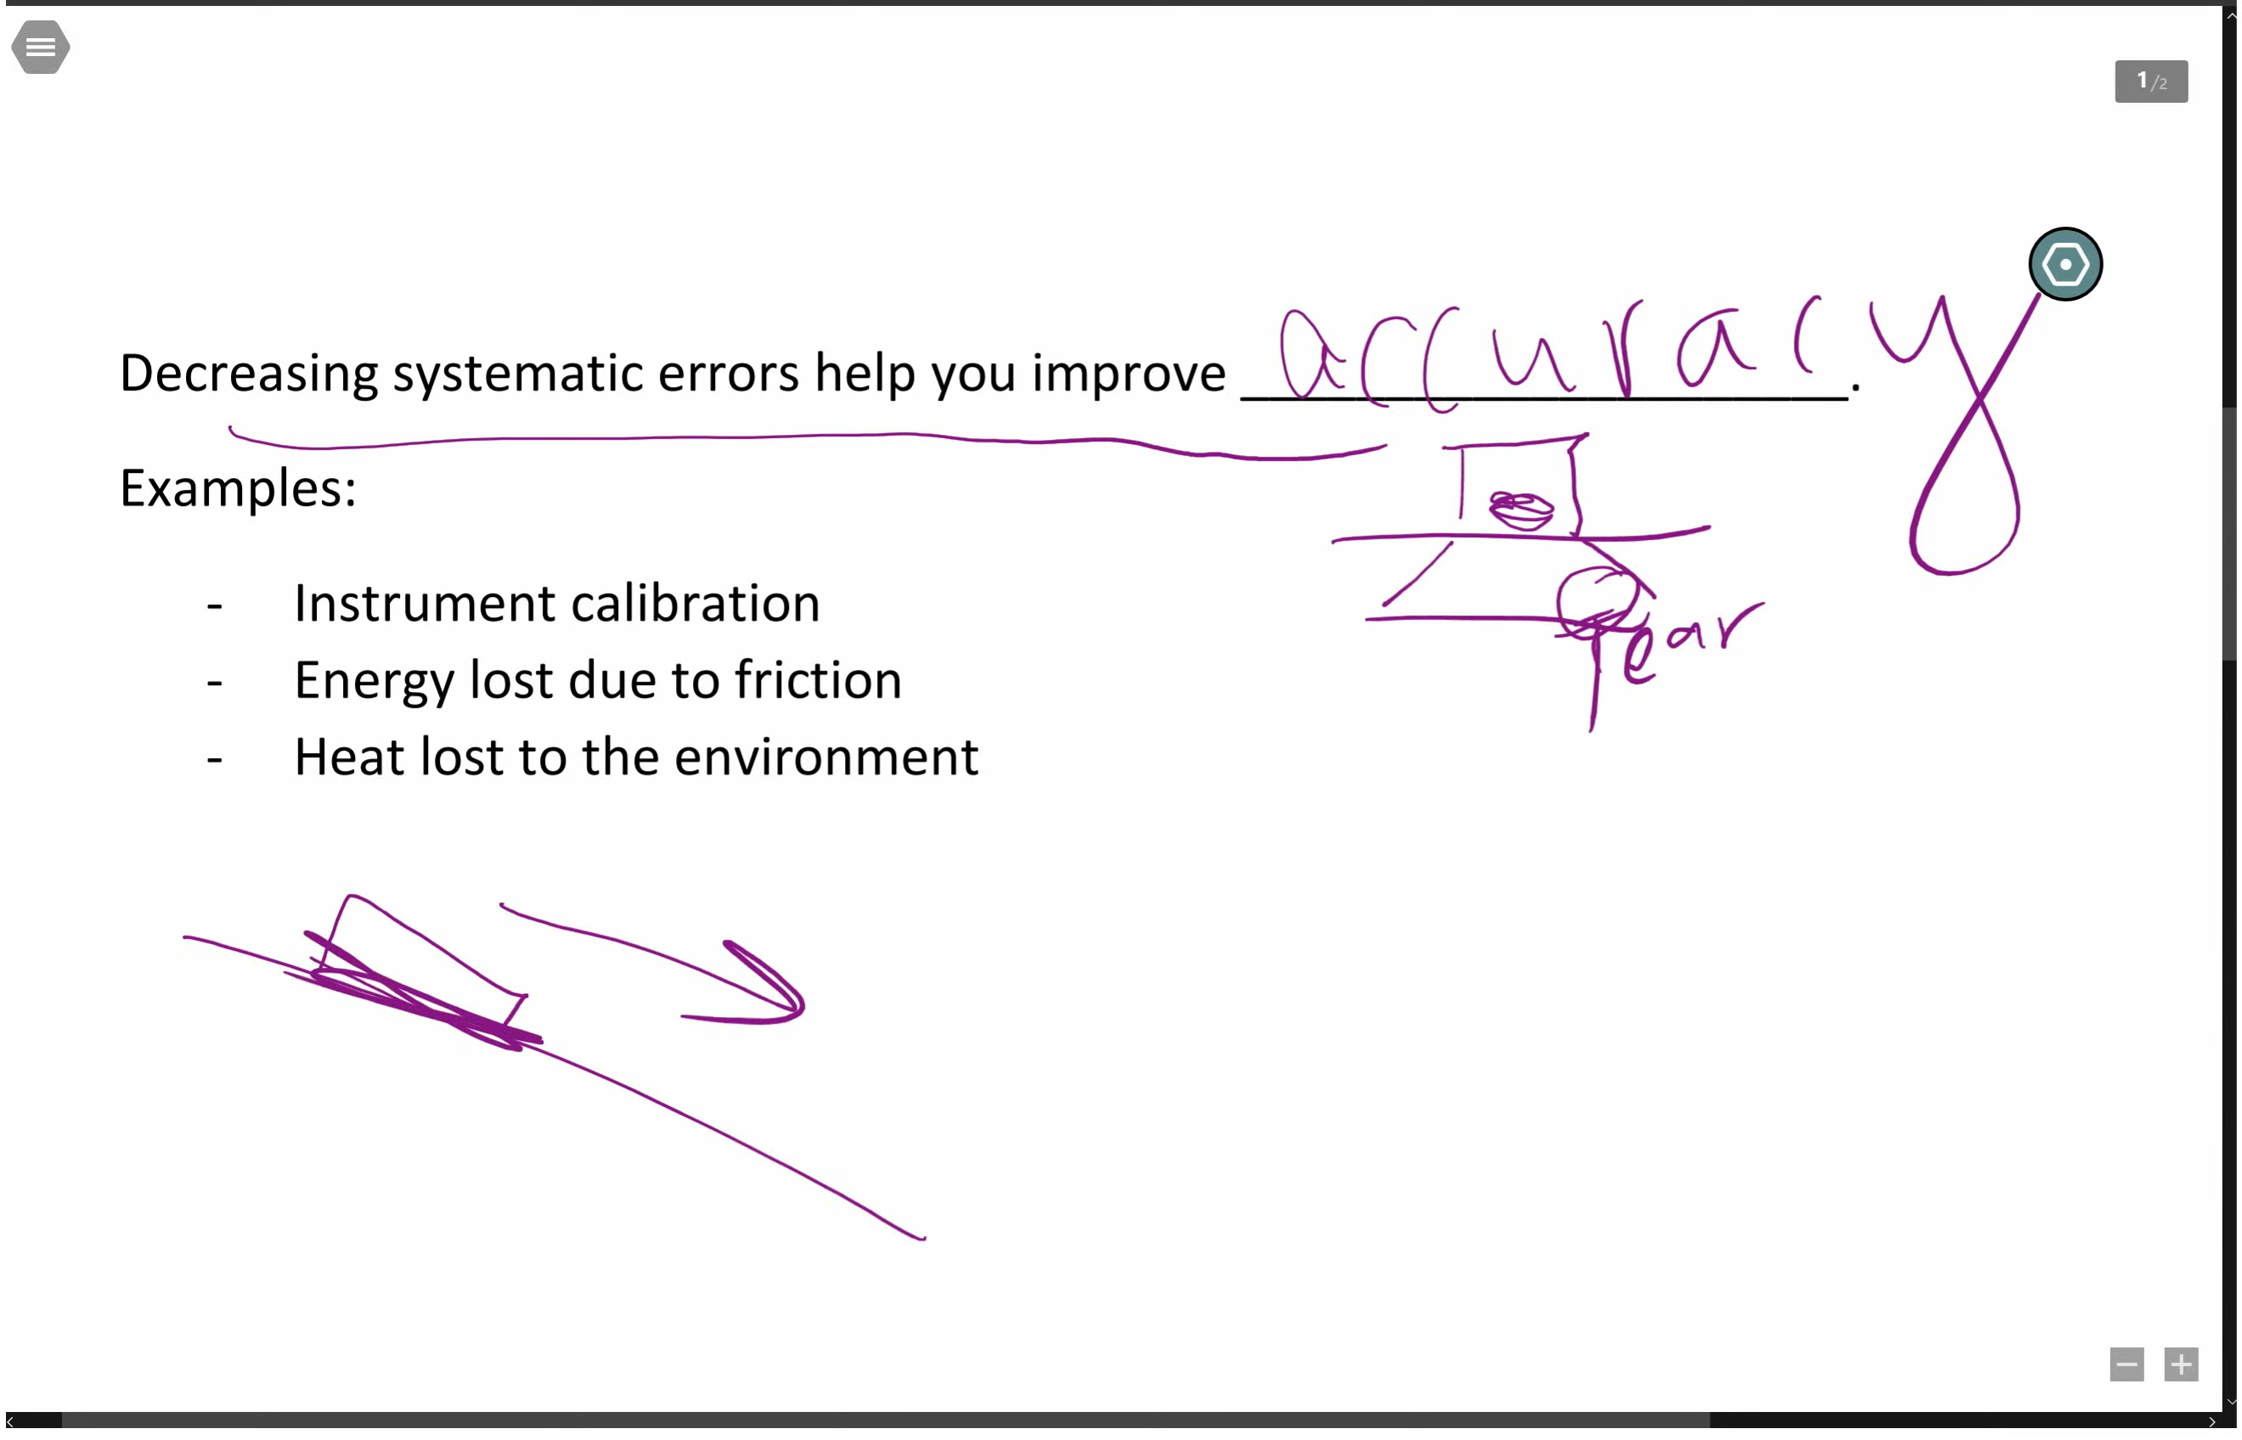 1/2
Decreasing systematic errors help you improve accuracy.
Examples:
- Instrument calibration
- Energy lost due to friction
- Heat lost to the environment
Tear